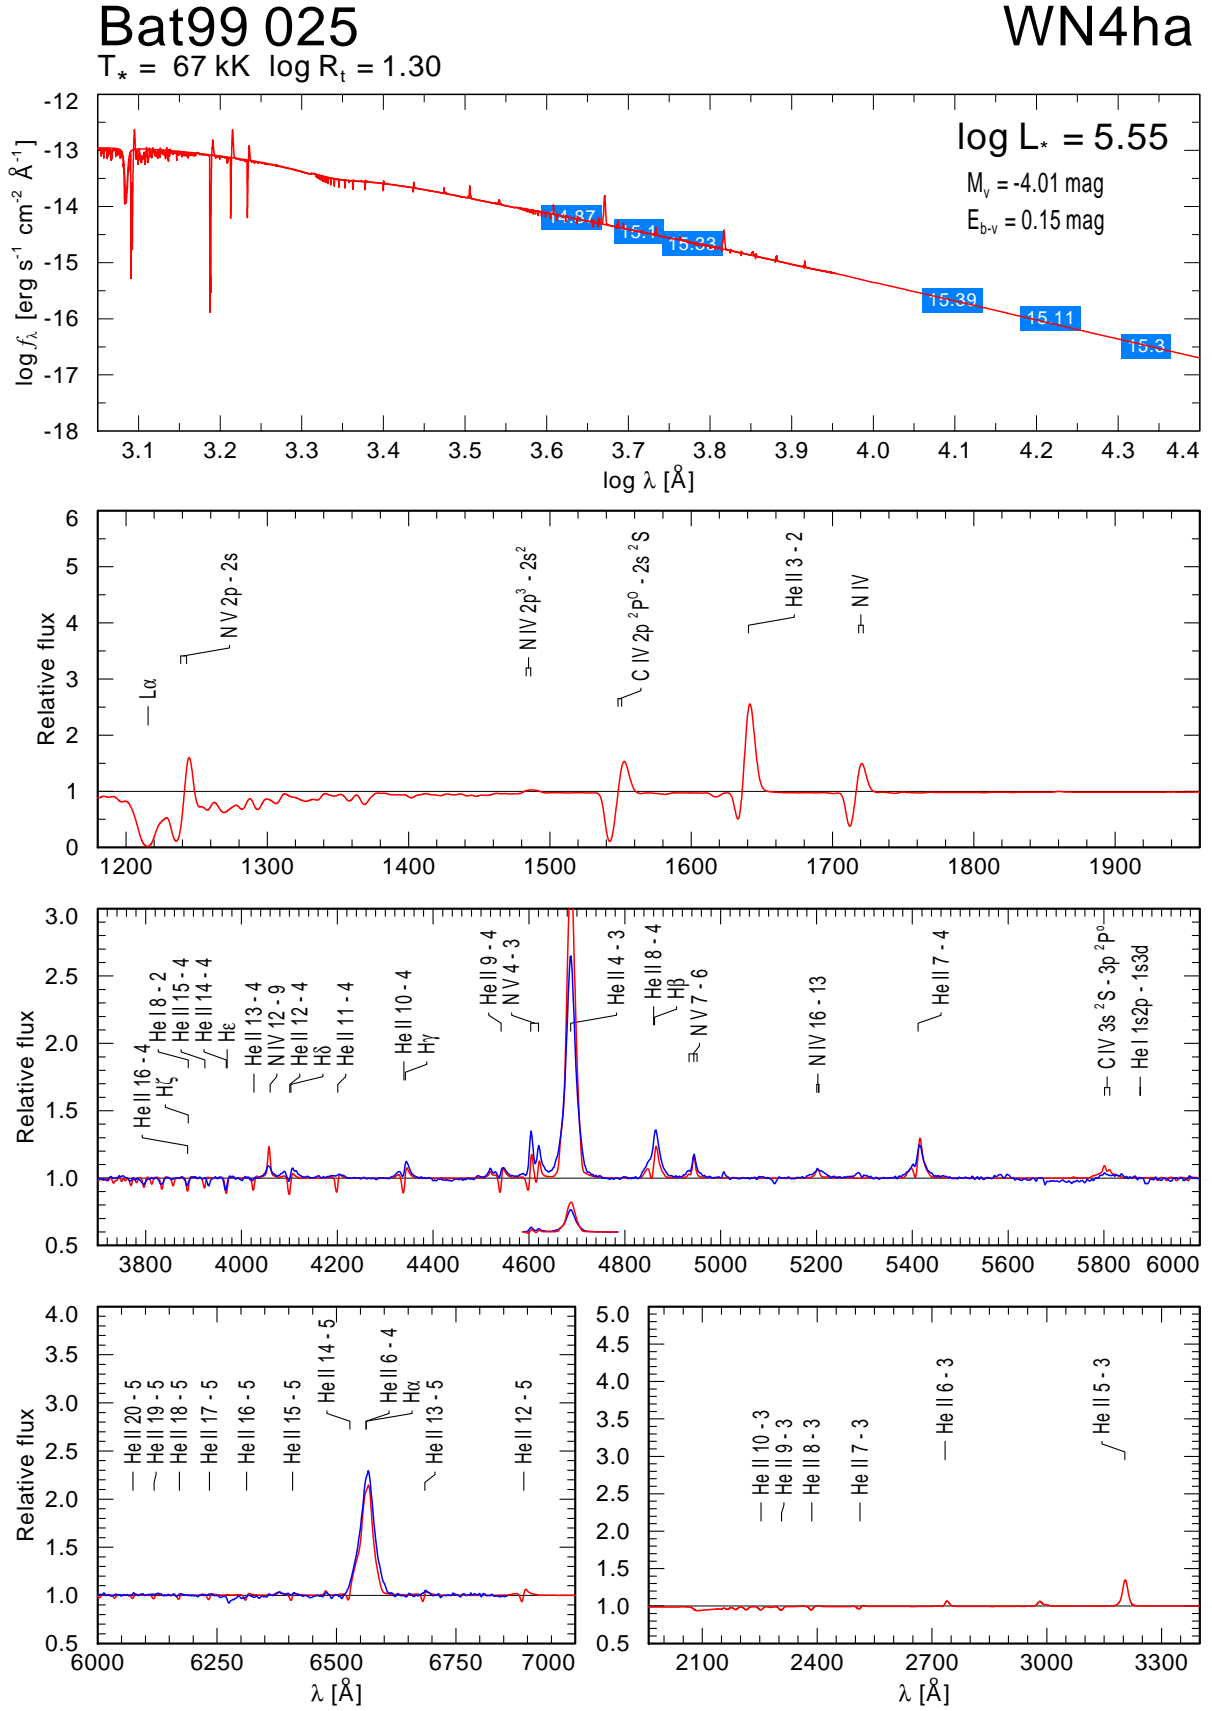 Bat99 025
WN4ha
T* = 67 kK log Rt = 1.30
log fλ [erg s-1 cm-2 Å-1]
-12
-13
-14
-15
-16
-17
-18
log L* = 5.55
Mv = -4.01 mag
Eb-v = 0.15 mag
14.87
15.1
15.33
15.39
15.11
15.3
3.1 3.2 3.3 3.4 3.5 3.6 3.7 3.8 3.9 4.0 4.1 4.2 4.3 4.4
log λ [Å]
Relative flux
6
5
4
3
2
1
0
Lα
N V 2p - 2s
N IV 2p3 - 2s2
C IV 2p 2P0 - 2s 2S
He II 3 - 2
N IV
1200 1300 1400 1500 1600 1700 1800 1900
Relative flux
3.0
2.5
2.0
1.5
1.0
0.5
He II 16 - 4
Hζ
He I 8 - 2
He II 15 - 4
He II 14 - 4
Hε
He II 13 - 4
N IV 12 - 9
He II 12 - 4
Hδ
He II 11 - 4
He II 10 - 4
Hγ
He II 9 - 4
N V 4 - 3
He II 4 - 3
He II 8 - 4
Hβ
N V 7 - 6
N IV 16 - 13
He II 7 - 4
C IV 3s 2S - 3p 2P0
He I 1s2p - 1s3d
3800 4000 4200 4400 4600 4800 5000 5200 5400 5600 5800 6000
Relative flux
4.0
3.5
3.0
2.5
2.0
1.5
1.0
0.5
He II 20 - 5
He II 19 - 5
He II 18 - 5
He II 17 - 5
He II 16 - 5
He II 15 - 5
He II 14 - 5
He II 6 - 4
Hα
He II 13 - 5
He II 12 - 5
6000 6250 6500 6750 7000
λ [Å]
5.0
4.5
4.0
3.5
3.0
2.5
2.0
1.5
1.0
0.5
He II 10 - 3
He II 9 - 3
He II 8 - 3
He II 7 - 3
He II 6 - 3
He II 5 - 3
2100 2400 2700 3000 3300
λ [Å]